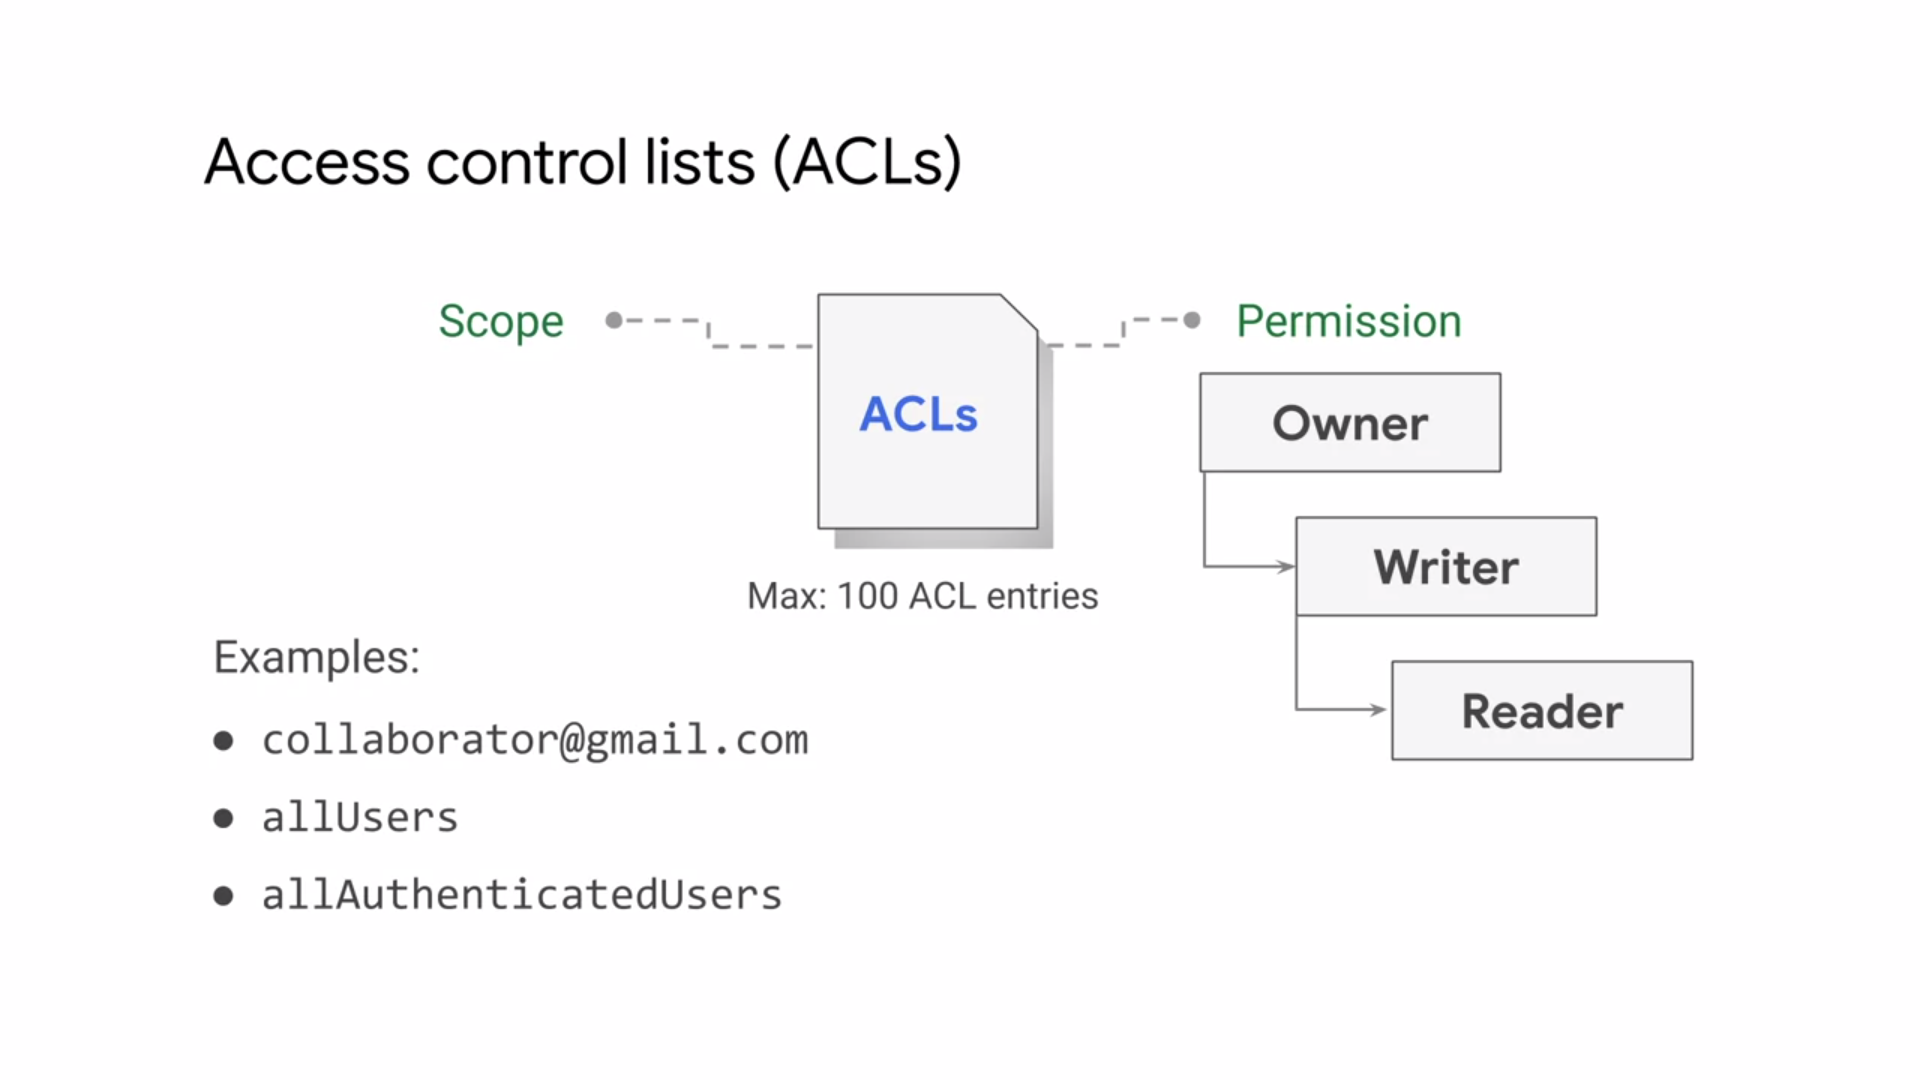 Access control lists (ACLs)
Scope
ACLs
Max: 100 ACL entries
Permission
Owner
Writer
Reader
Examples:
● collaborator@gmail.com
● allUsers
● allAuthenticatedUsers